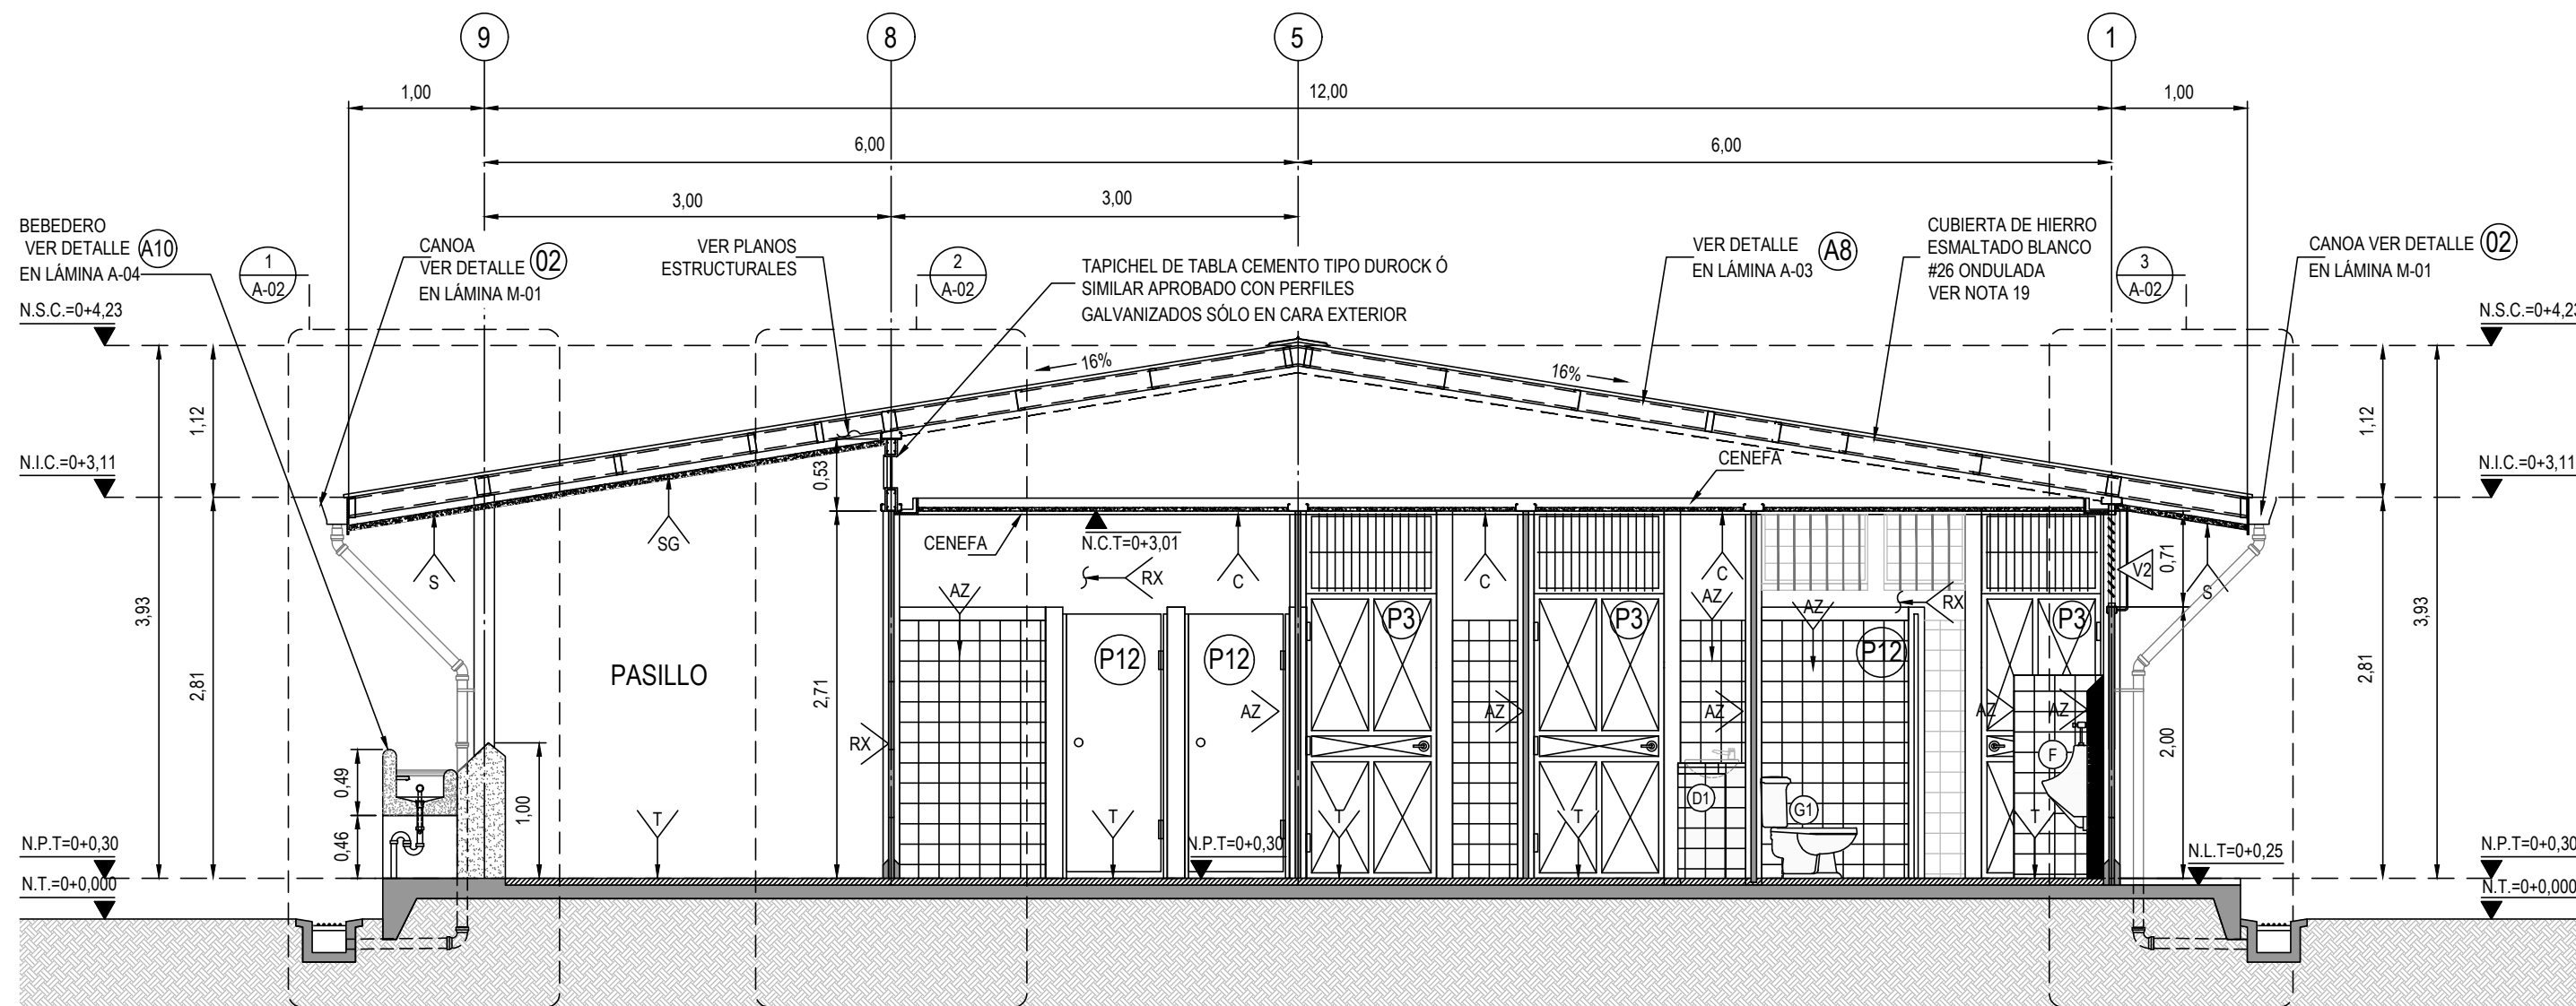 9
8
5
1
1,00
12,00
1,00
6,00
6,00
3,00
3,00
BEBEDERO
VER DETALLE A10
EN LÁMINA A-04
1
A-02
CANOA
VER DETALLE 02
EN LÁMINA M-01
VER PLANOS
ESTRUCTURALES
2
A-02
TAPICHEL DE TABLA CEMENTO TIPO DUROCK Ó
SIMILAR APROBADO CON PERFILES
GALVANIZADOS SÓLO EN CARA EXTERIOR
VER DETALLE A8
EN LÁMINA A-03
CUBIERTA DE HIERRO
ESMALTADO BLANCO
#26 ONDULADA
VER NOTA 19
3
A-02
CANOA VER DETALLE 02
EN LÁMINA M-01
N.S.C.=0+4,23
N.S.C.=0+4,23
16%
16%
1,12
1,12
N.I.C.=0+3,11
N.I.C.=0+3,11
0,53
CENEFA
SG
CENEFA
N.C.T=0+3,01
S
RX
C
C
C
V2
0,71
S
3,93
2,81
AZ
AZ
AZ
RX
P3
P3
P3
P12
P12
P12
PASILLO
2,71
2,81
3,93
AZ
AZ
AZ
AZ
AZ
RX
2,00
F
0,49
1,00
0,46
D1
G1
T
T
T
T
T
N.P.T=0+0,30
N.P.T=0+0,30
N.L.T=0+0,25
N.P.T=0+0,30
N.T.=0+0,000
N.T.=0+0,000